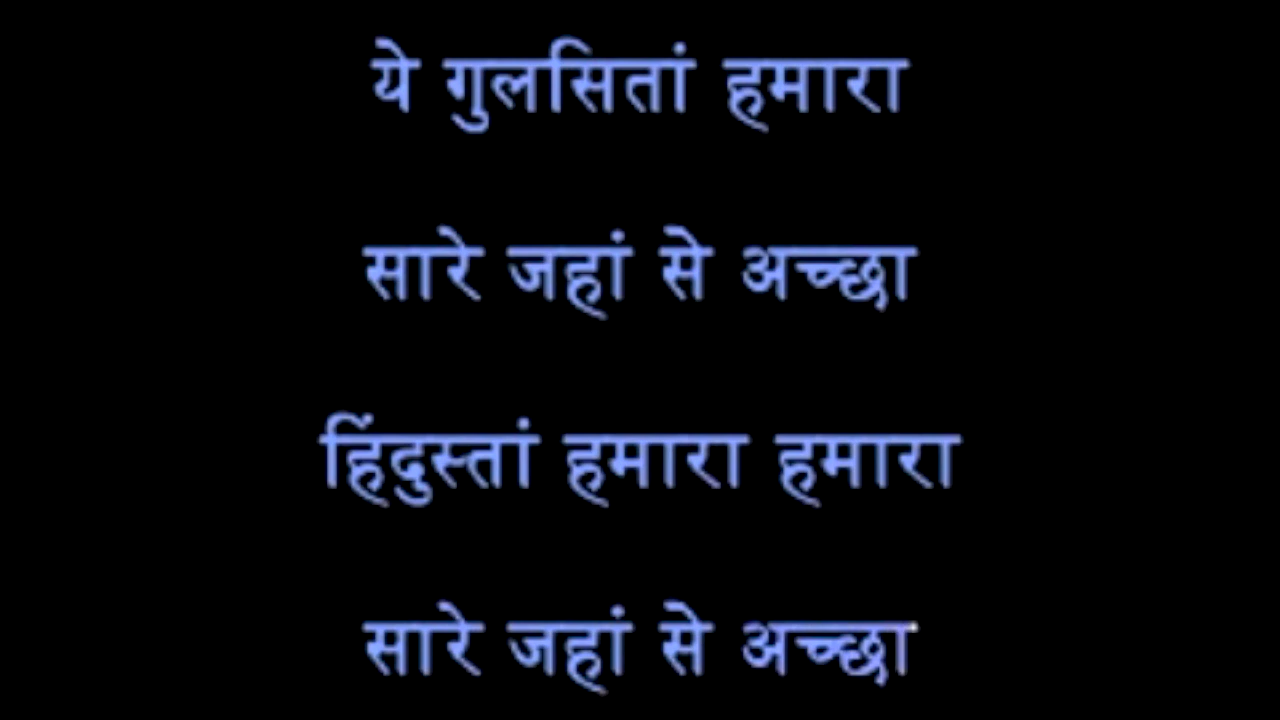 ये गुलसितां हमारा
सारे जहां से अच्छा
हिंदुस्तां हमारा हमारा
सारे जहां से अच्छा